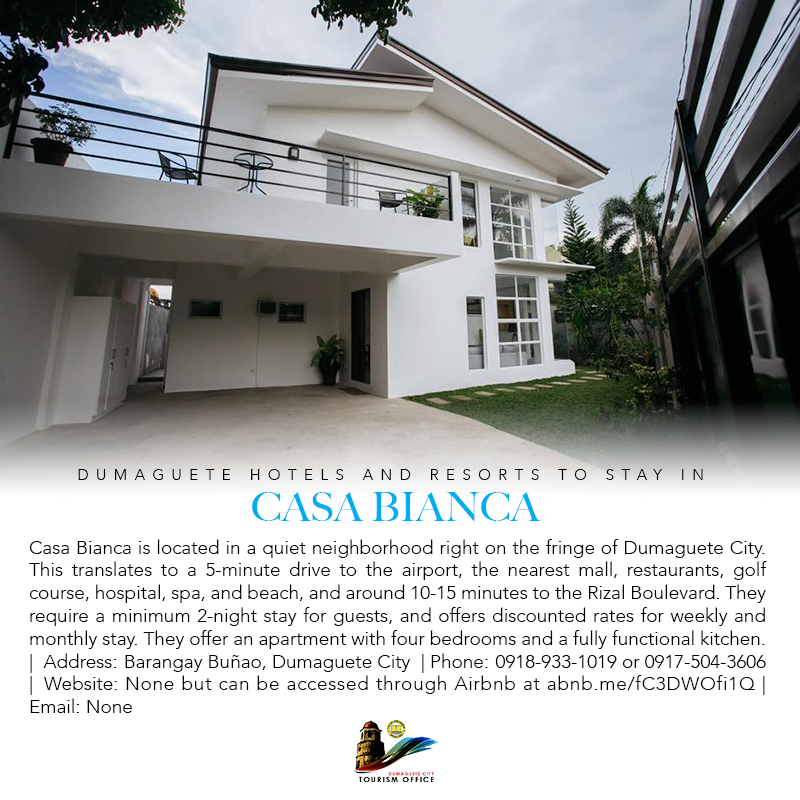 DUMAGUETE HOTELS AND RESORTS TO STAY IN
CASA BIANCA
Casa Bianca is located in a quiet neighborhood right on the fringe of Dumaguete City.
This translates to a 5-minute drive to the airport, the nearest mall, restaurants, golf
course, hospital, spa, and beach, and around 10-15 minutes to the Rizal Boulevard. They
require a minimum 2-night stay for guests, and offers discounted rates for weekly and
monthly stay. They offer an apartment with four bedrooms and a fully functional kitchen.
| Address: Barangay Buñao, Dumaguete City | Phone: 0918-933-1019 or 0917-504-3606
| Website: None but can be accessed through Airbnb at abnb.me/fC3DWOfi1Q |
Email: None
DUMAGUETE CITY
TOURISM OFFICE